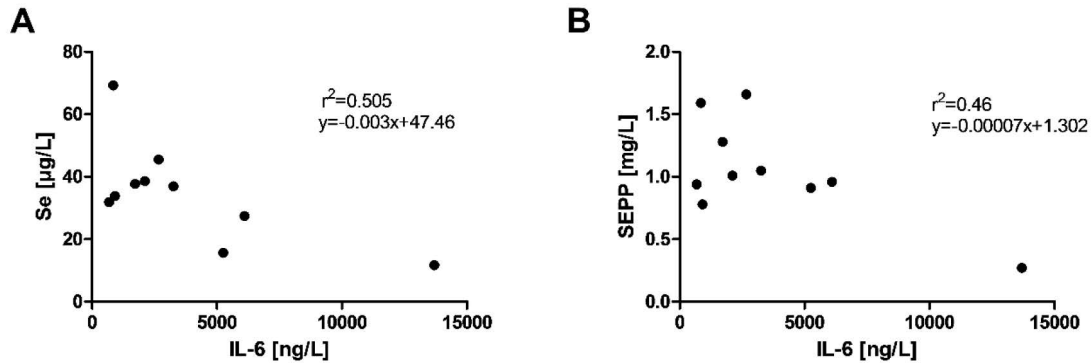 A
B
80
60
40
20
0
Se [µg/L]
r²=0.505
y=-0.003x+47.46
0
5000
10000
15000
IL-6 [ng/L]
2.0
1.5
1.0
0.5
0.0
SEPP [mg/L]
r²=0.46
y=-0.00007x+1.302
0
5000
10000
15000
IL-6 [ng/L]